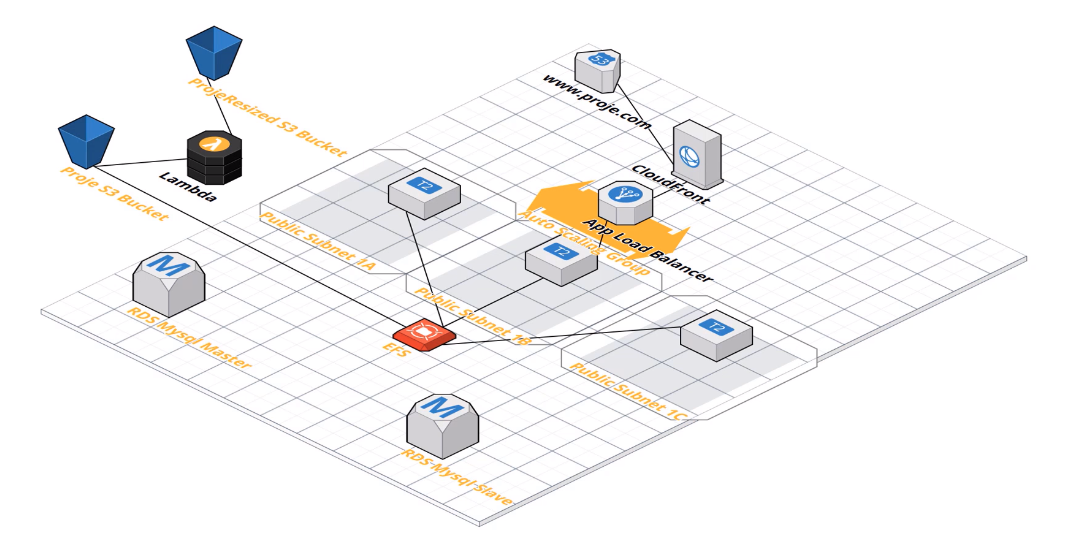 53
www.proje.com
ProjeResized S3 Bucket
λ
Lambda
Proje S3 Bucket
CloudFront
T2
Public Subnet 1A
Auto Scaling Group
App Load Balancer
T2
Public Subnet 1B
M
RDS Mysql Master
EFS
T2
Public Subnet 1C
M
RDS Mysql Slave